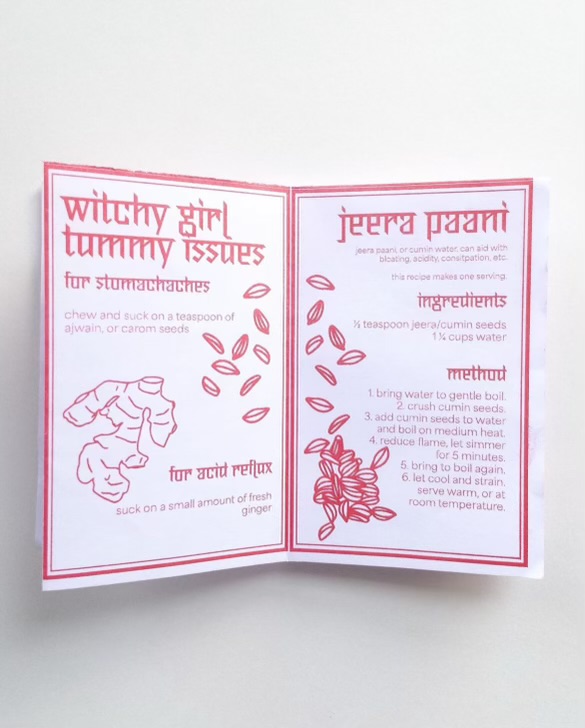 witchy girl
tummy issues
for stomachaches
chew and suck on a teaspoon of
ajwain, or carom seeds
for acid reflux
suck on a small amount of fresh
ginger
jeera paani
jeera paani, or cumin water, can aid with
bloating, acidity, consitpation, etc.
this recipe makes one serving.
ingredients
½ teaspoon jeera/cumin seeds
1 ¼ cups water
method
1. bring water to gentle boil.
2. crush cumin seeds.
3. add cumin seeds to water
and boil on medium heat.
4. reduce flame, let simmer
for 5 minutes.
5. bring to boil again.
6. let cool and strain.
serve warm, or at
room temperature.